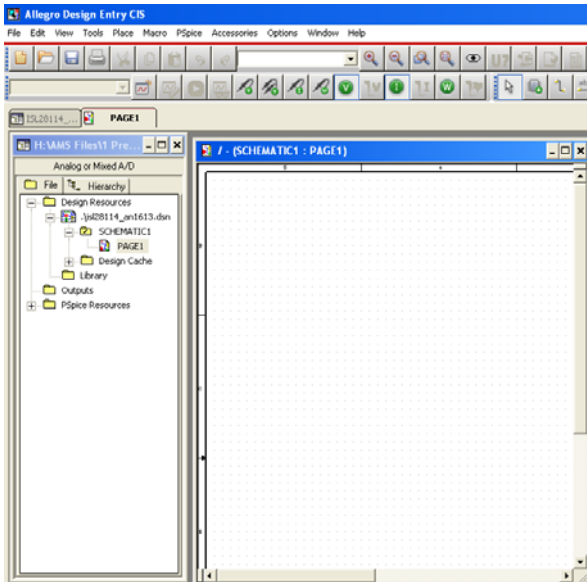 Allegro Design Entry CIS
File Edit View Tools Place Macro PSpice Accessories Options Window Help
U?
V V I I W
ISL20114_... PAGE1
H:\AMS Files\1 Pre...
/ - (SCHEMATIC1 : PAGE1)
Analog or Mixed A/D
File Hierarchy
Design Resources
.\isl28114_an1613.dsn
SCHEMATIC1
PAGE1
Design Cache
Library
Outputs
PSpice Resources